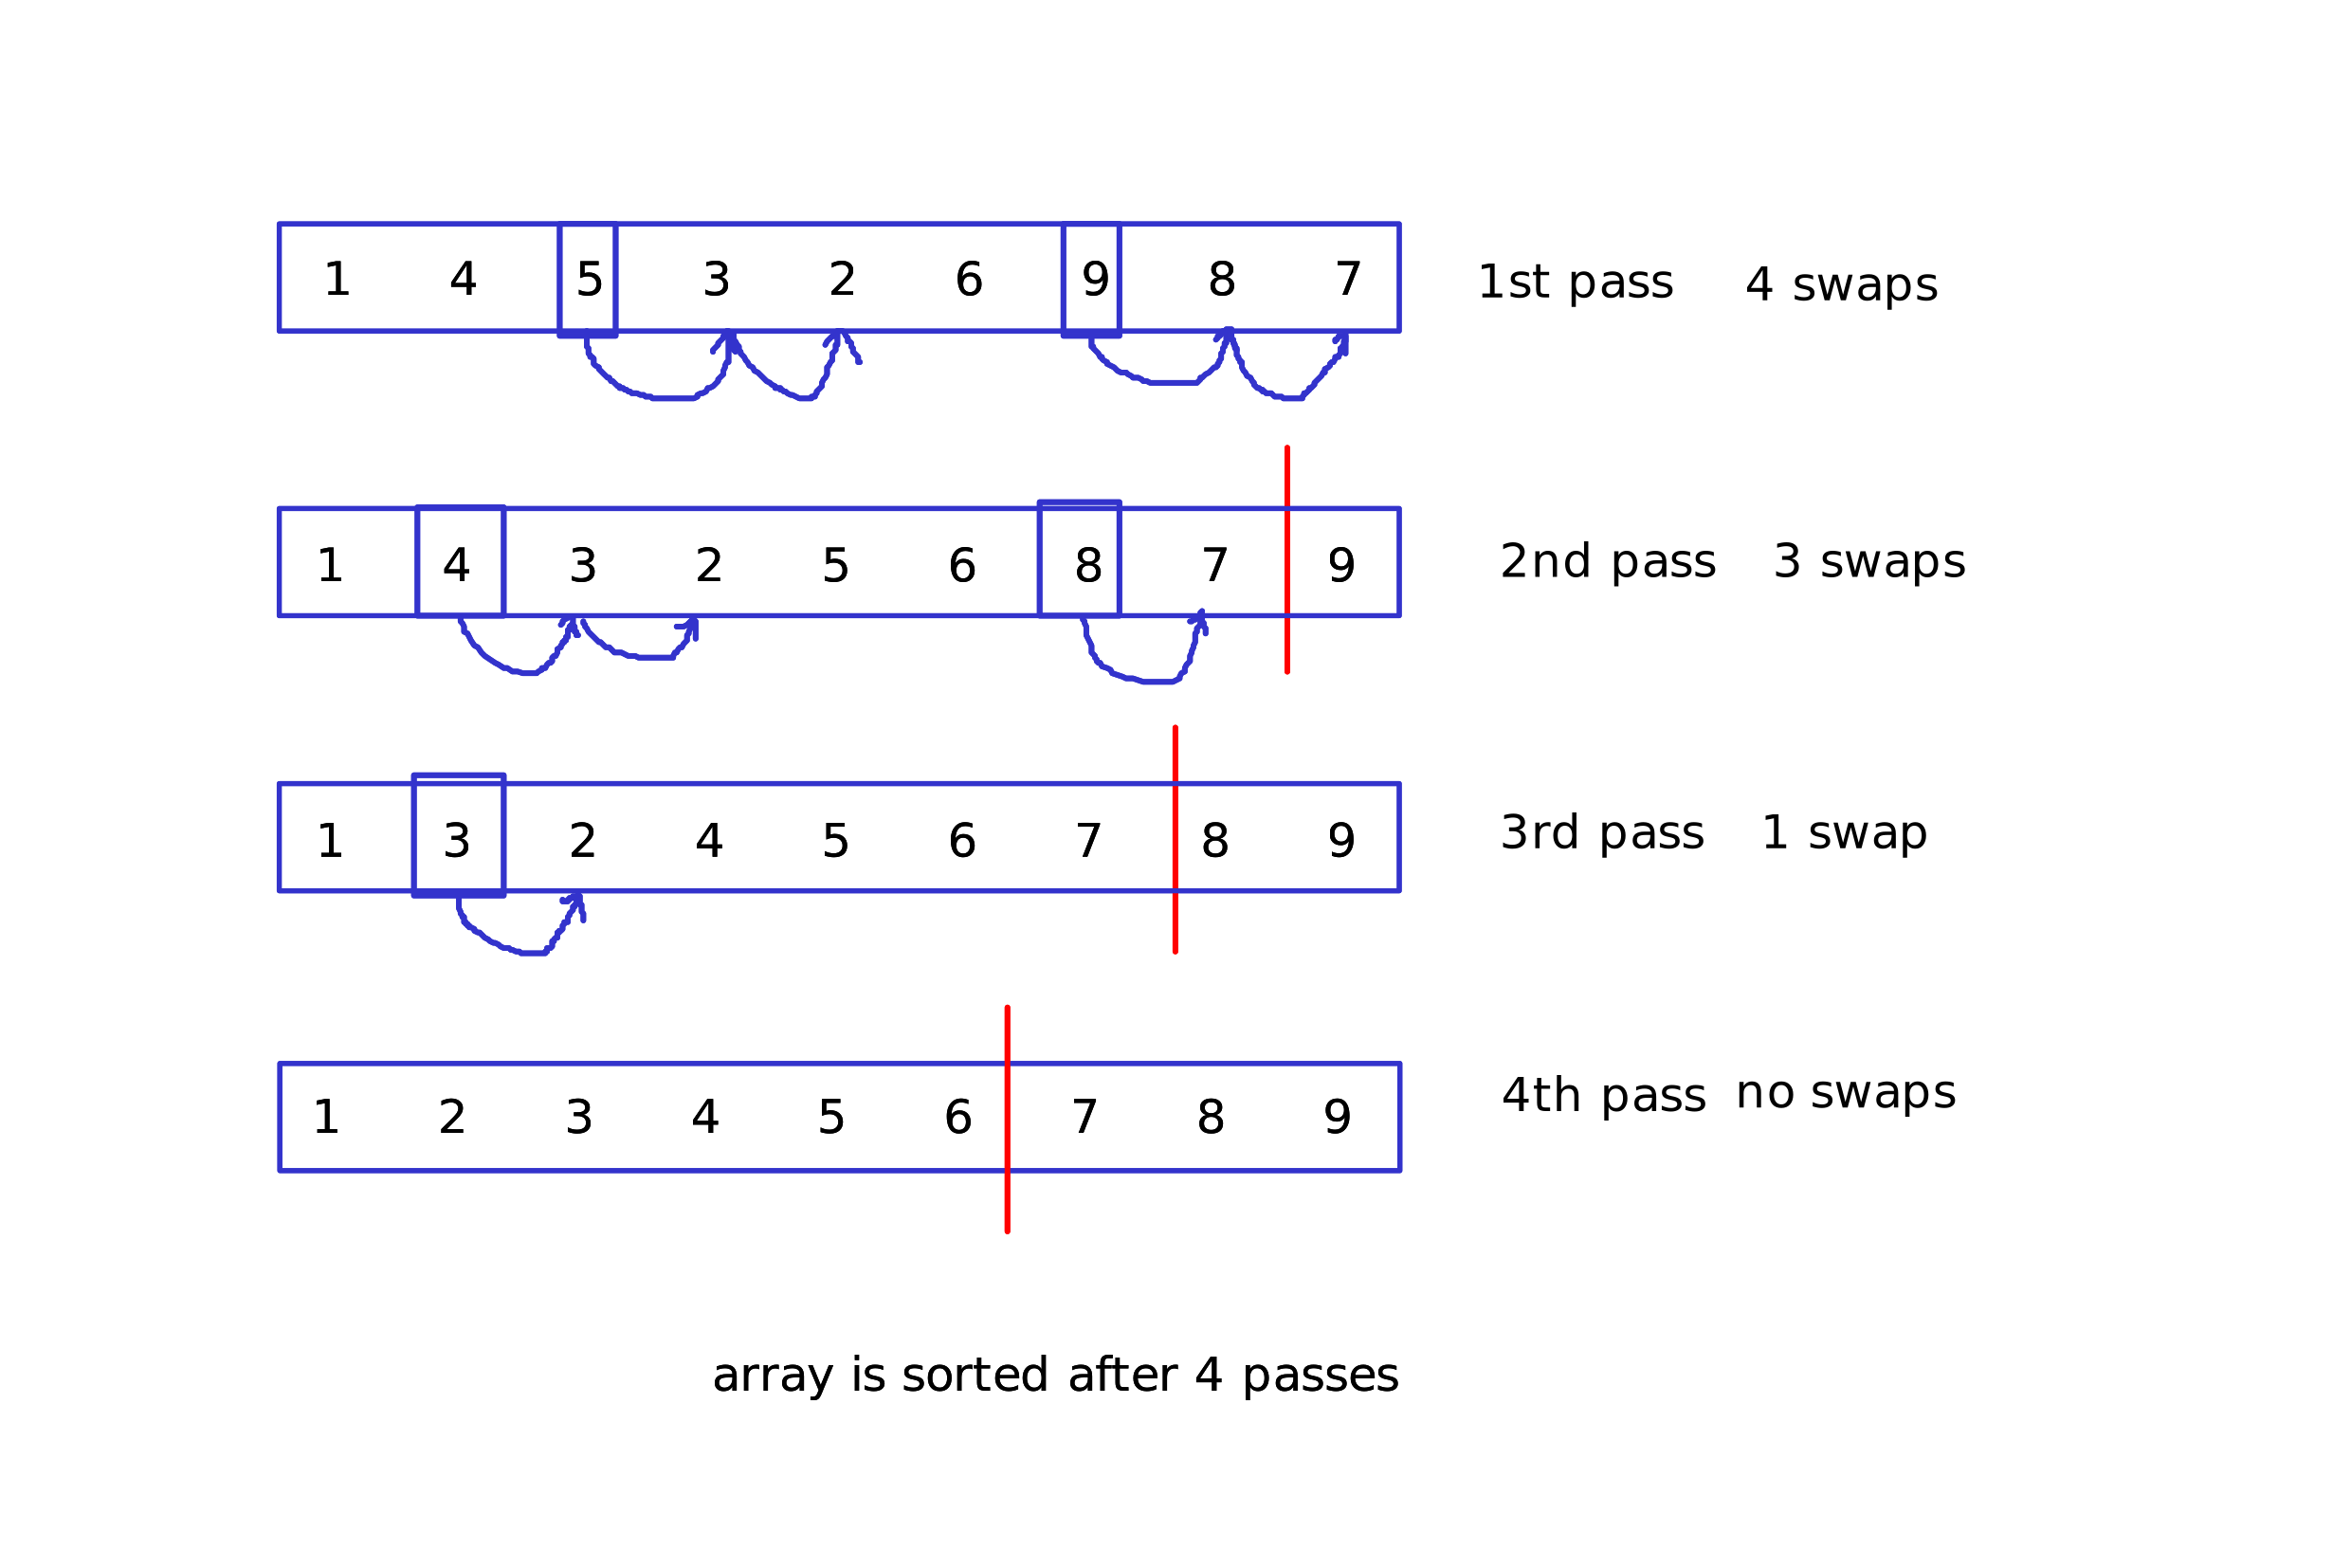 1 4 5 3 2 6 9 8 7 1st pass 4 swaps
1 4 3 2 5 6 8 7 9 2nd pass 3 swaps
1 3 2 4 5 6 7 8 9 3rd pass 1 swap
1 2 3 4 5 6 7 8 9 4th pass no swaps
array is sorted after 4 passes